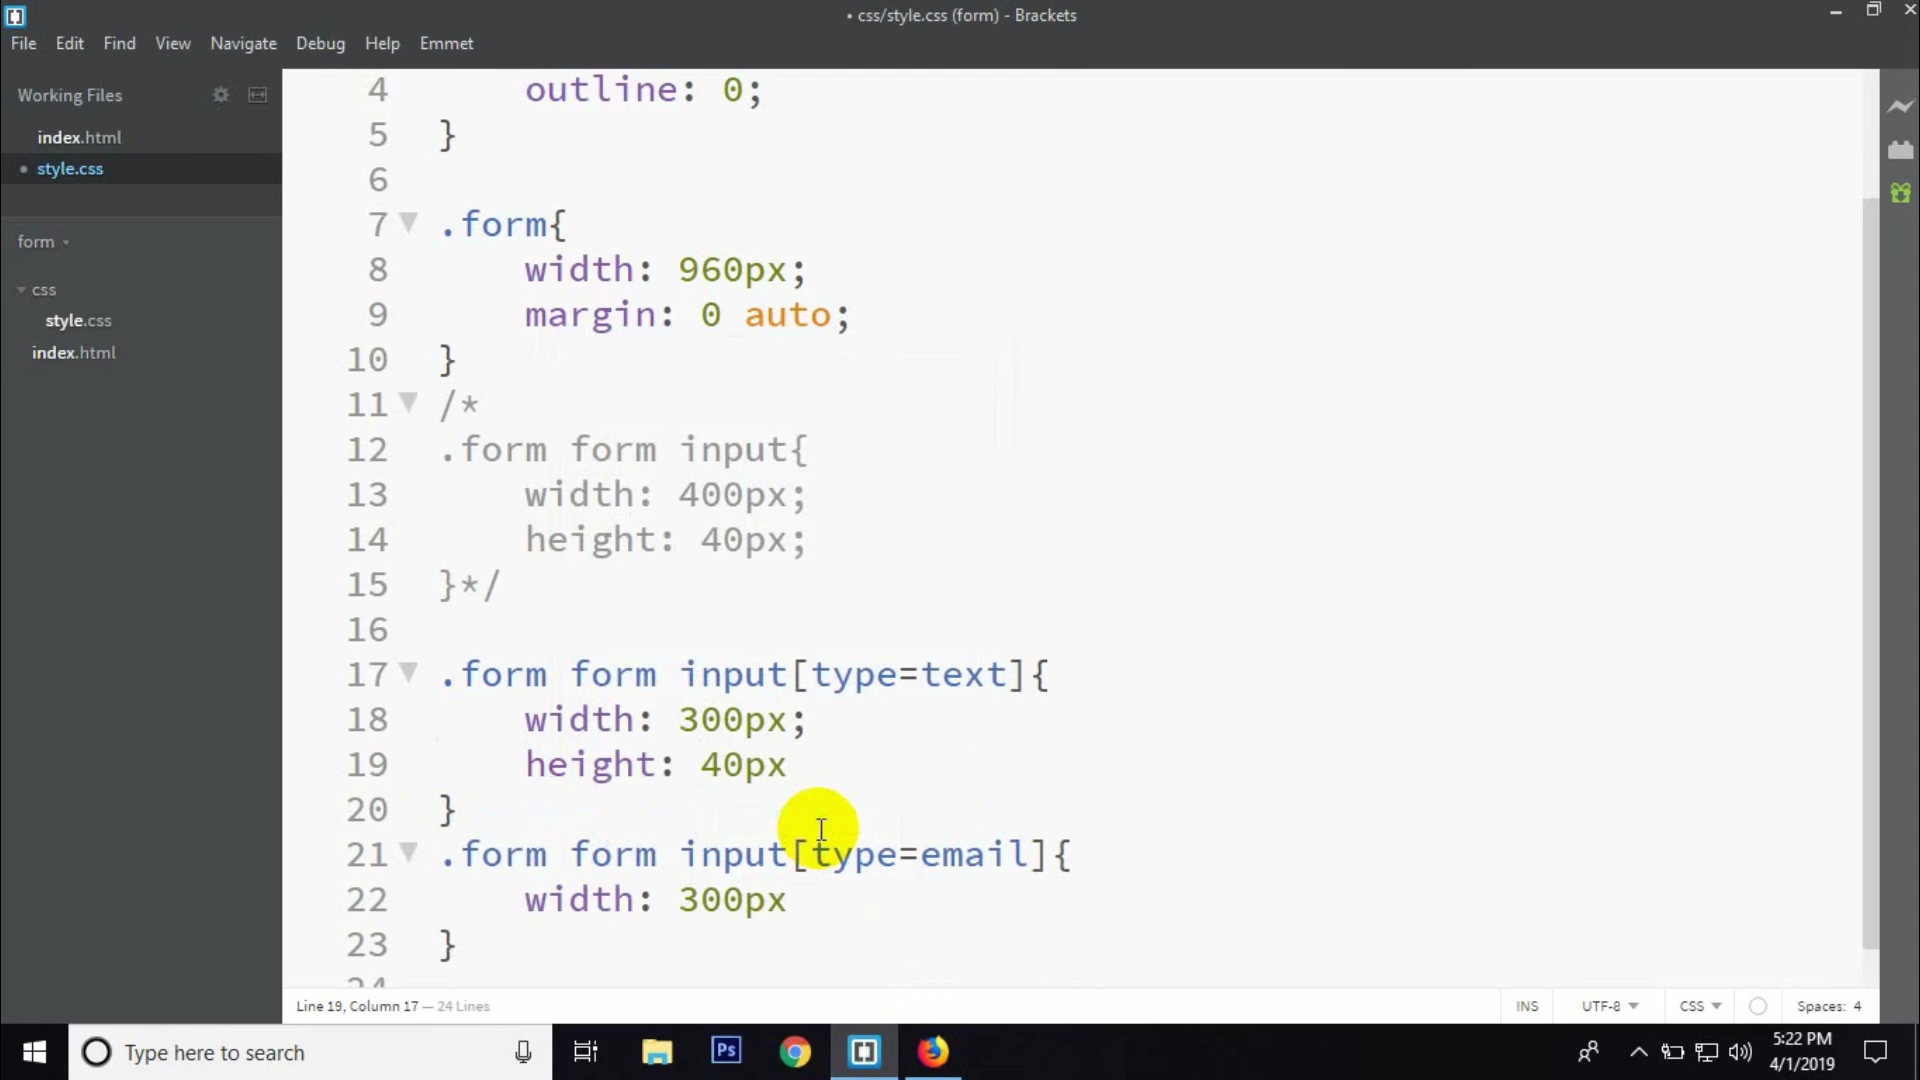 • css/style.css (form) - Brackets
File Edit Find View Navigate Debug Help Emmet
Working Files
index.html
• style.css
form
css
style.css
index.html
4 outline: 0;
5 }
6
7 .form{
8 width: 960px;
9 margin: 0 auto;
10 }
11 /*
12 .form form input{
13 width: 400px;
14 height: 40px;
15 }*/
16
17 .form form input[type=text]{
18 width: 300px;
19 height: 40px
20 }
21 .form form input[type=email]{
22 width: 300px
23 }
24
Line 19, Column 17 — 24 Lines
INS UTF-8 CSS Spaces: 4
Type here to search
Ps
5:22 PM
4/1/2019